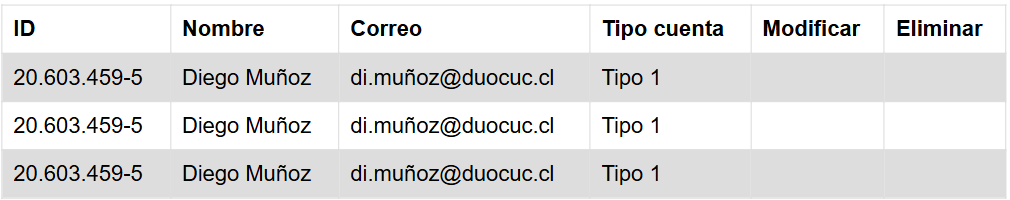 ID Nombre Correo Tipo cuenta Modificar Eliminar
20.603.459-5 Diego Muñoz di.muñoz@duocuc.cl Tipo 1
20.603.459-5 Diego Muñoz di.muñoz@duocuc.cl Tipo 1
20.603.459-5 Diego Muñoz di.muñoz@duocuc.cl Tipo 1